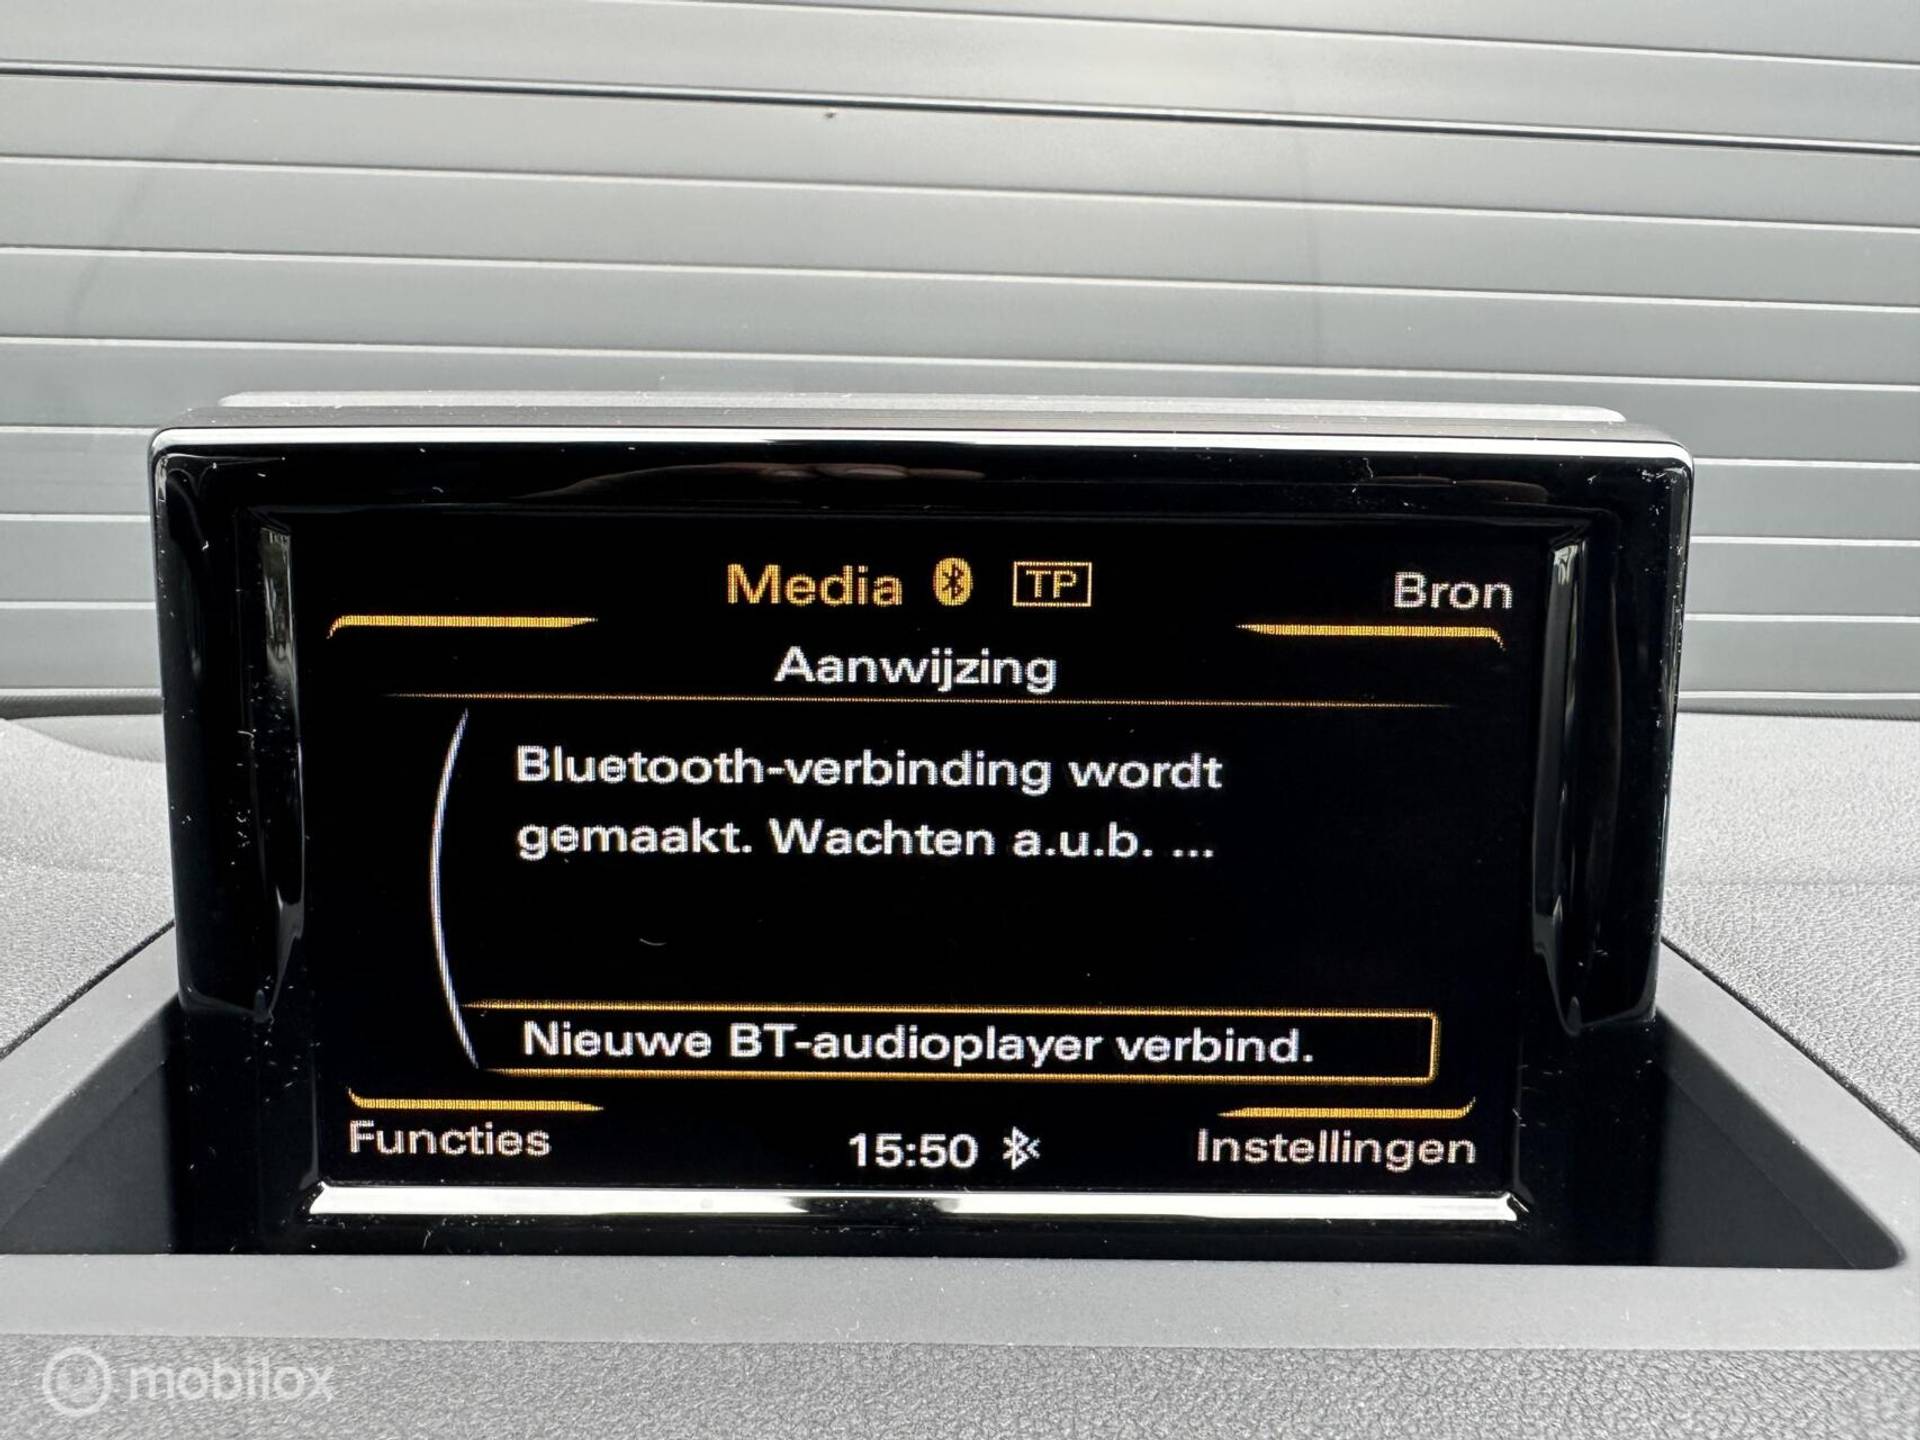 Media TP
Bron
Aanwijzing
Bluetooth-verbinding wordt
gemaakt. Wachten a.u.b. ...
Nieuwe BT-audioplayer verbind.
Functies
15:50
Instellingen
mobilox